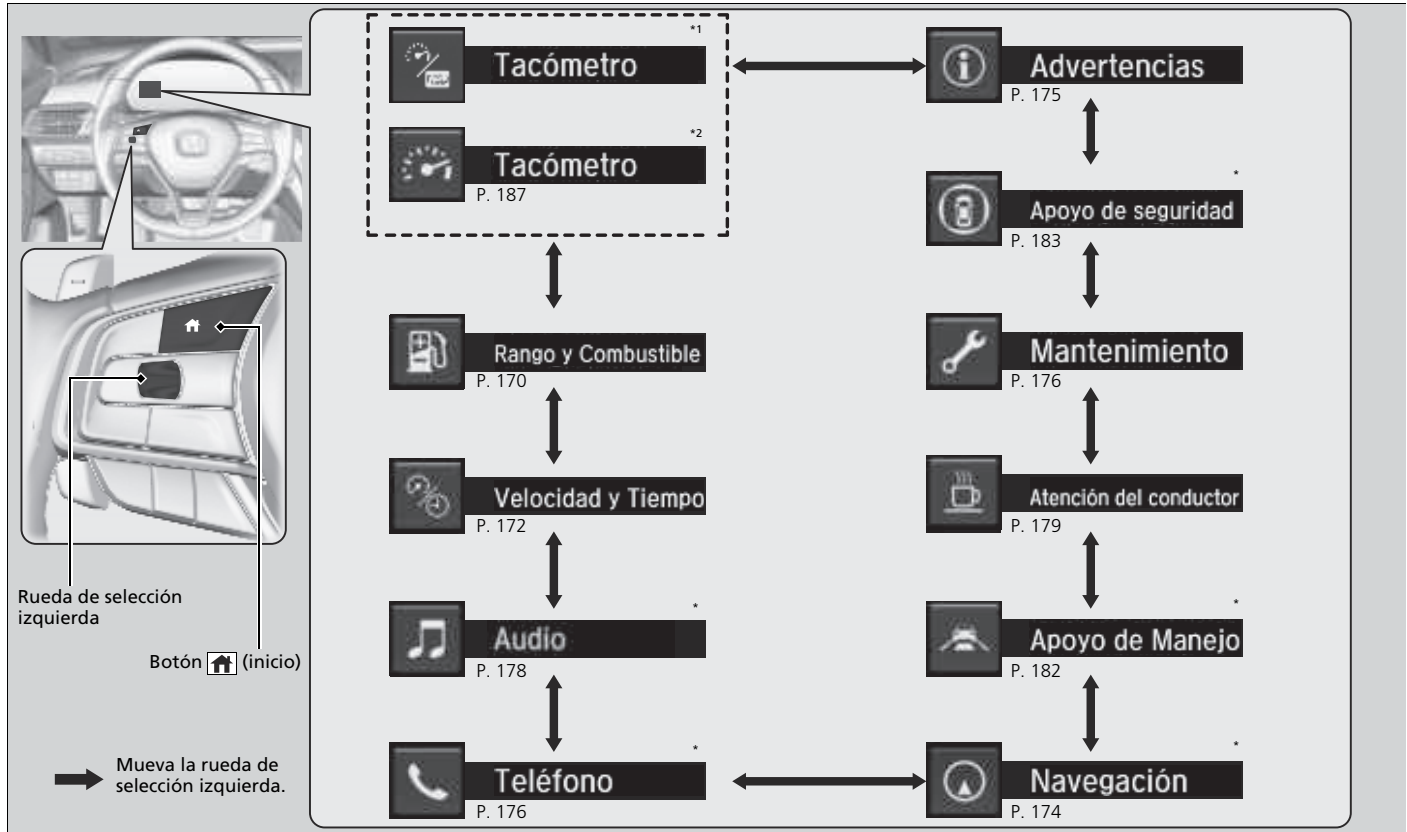 *1
Tacómetro
*2
Tacómetro
P. 187
Rango y Combustible
P. 170
Velocidad y Tiempo
P. 172
*
Audio
P. 178
*
Teléfono
P. 176
Advertencias
P. 175
*
Apoyo de seguridad
P. 183
Mantenimiento
P. 176
Atención del conductor
P. 179
*
Apoyo de Manejo
P. 182
*
Navegación
P. 174
Rueda de selección
izquierda
Botón (inicio)
Mueva la rueda de
selección izquierda.